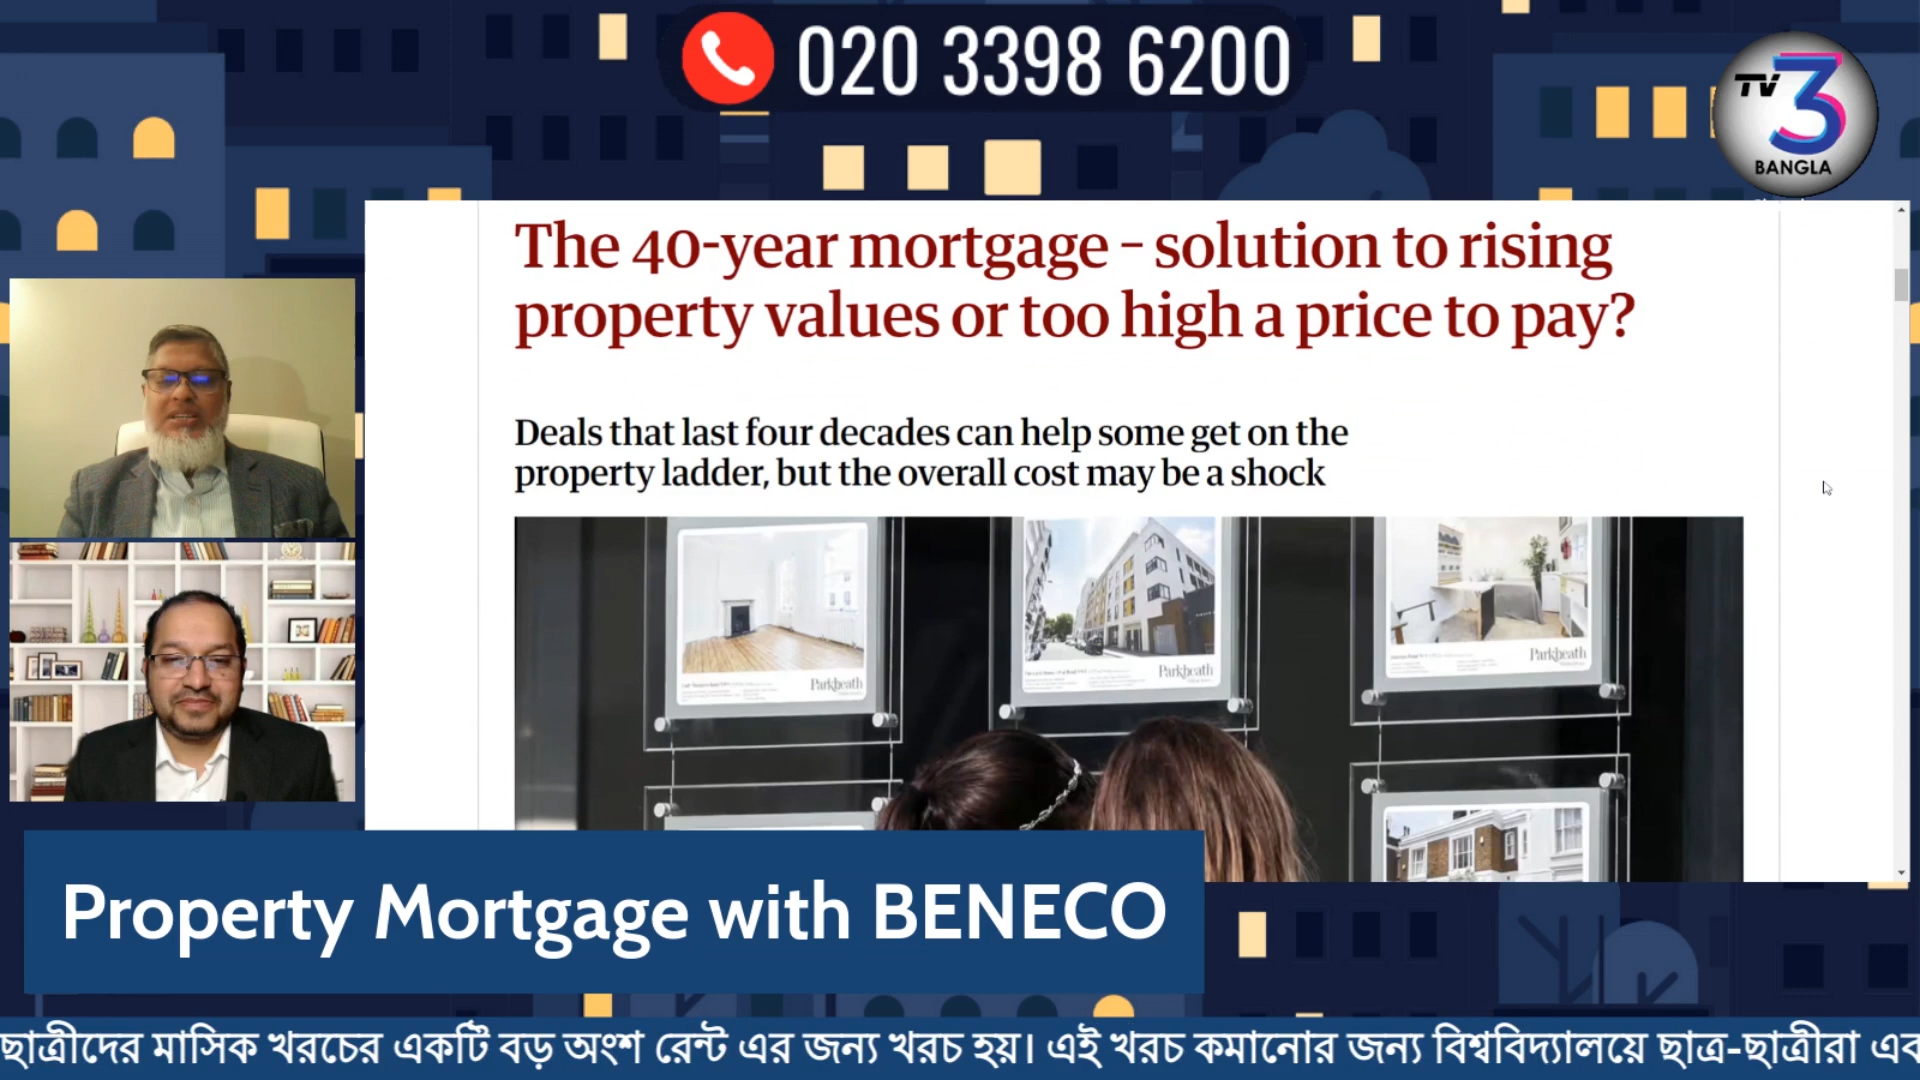 020 3398 6200
TV 3
BANGLA
The 40-year mortgage – solution to rising
property values or too high a price to pay?
Deals that last four decades can help some get on the
property ladder, but the overall cost may be a shock
Parkheath
Parkheath
Parkheath
Property Mortgage with BENECO
ছাত্রীদের মাসিক খরচের একটি বড় অংশ রেন্ট এর জন্য খরচ হয়। এই খরচ কমানোর জন্য বিশ্ববিদ্যালয়ে ছাত্র-ছাত্রীরা এক